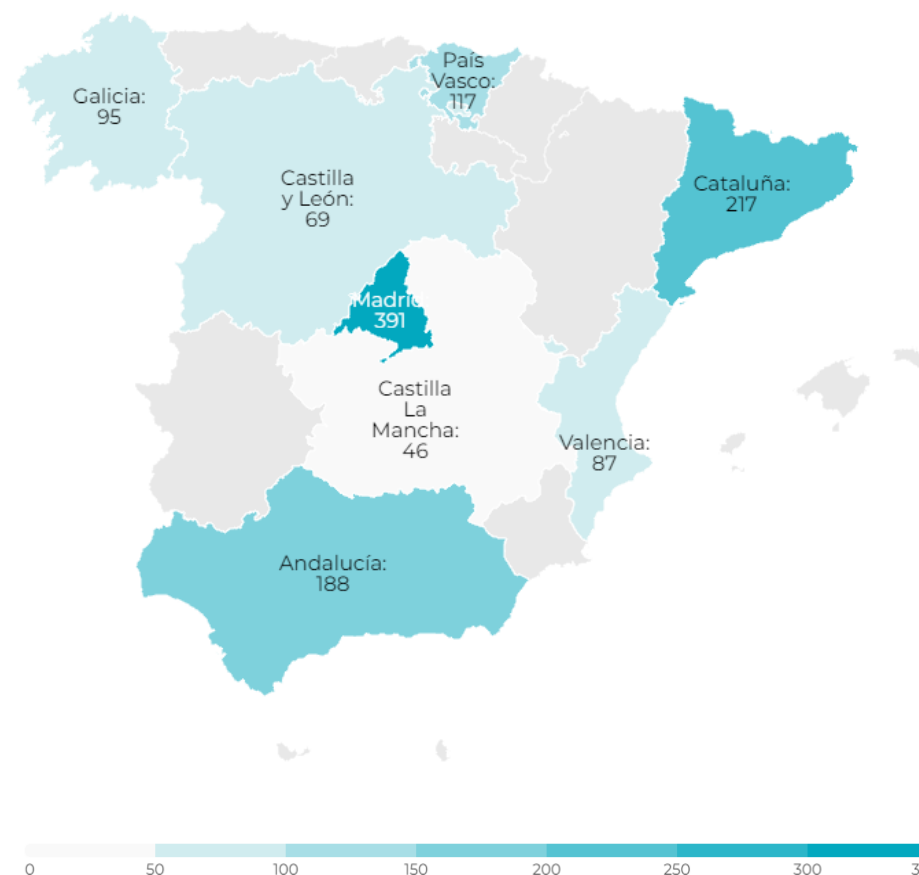 País
Vasco:
117
Galicia:
95
Castilla
y León:
69
Cataluña:
217
Madrid
391
Castilla
La
Mancha:
46
Valencia:
87
Andalucía:
188
0 50 100 150 200 250 300